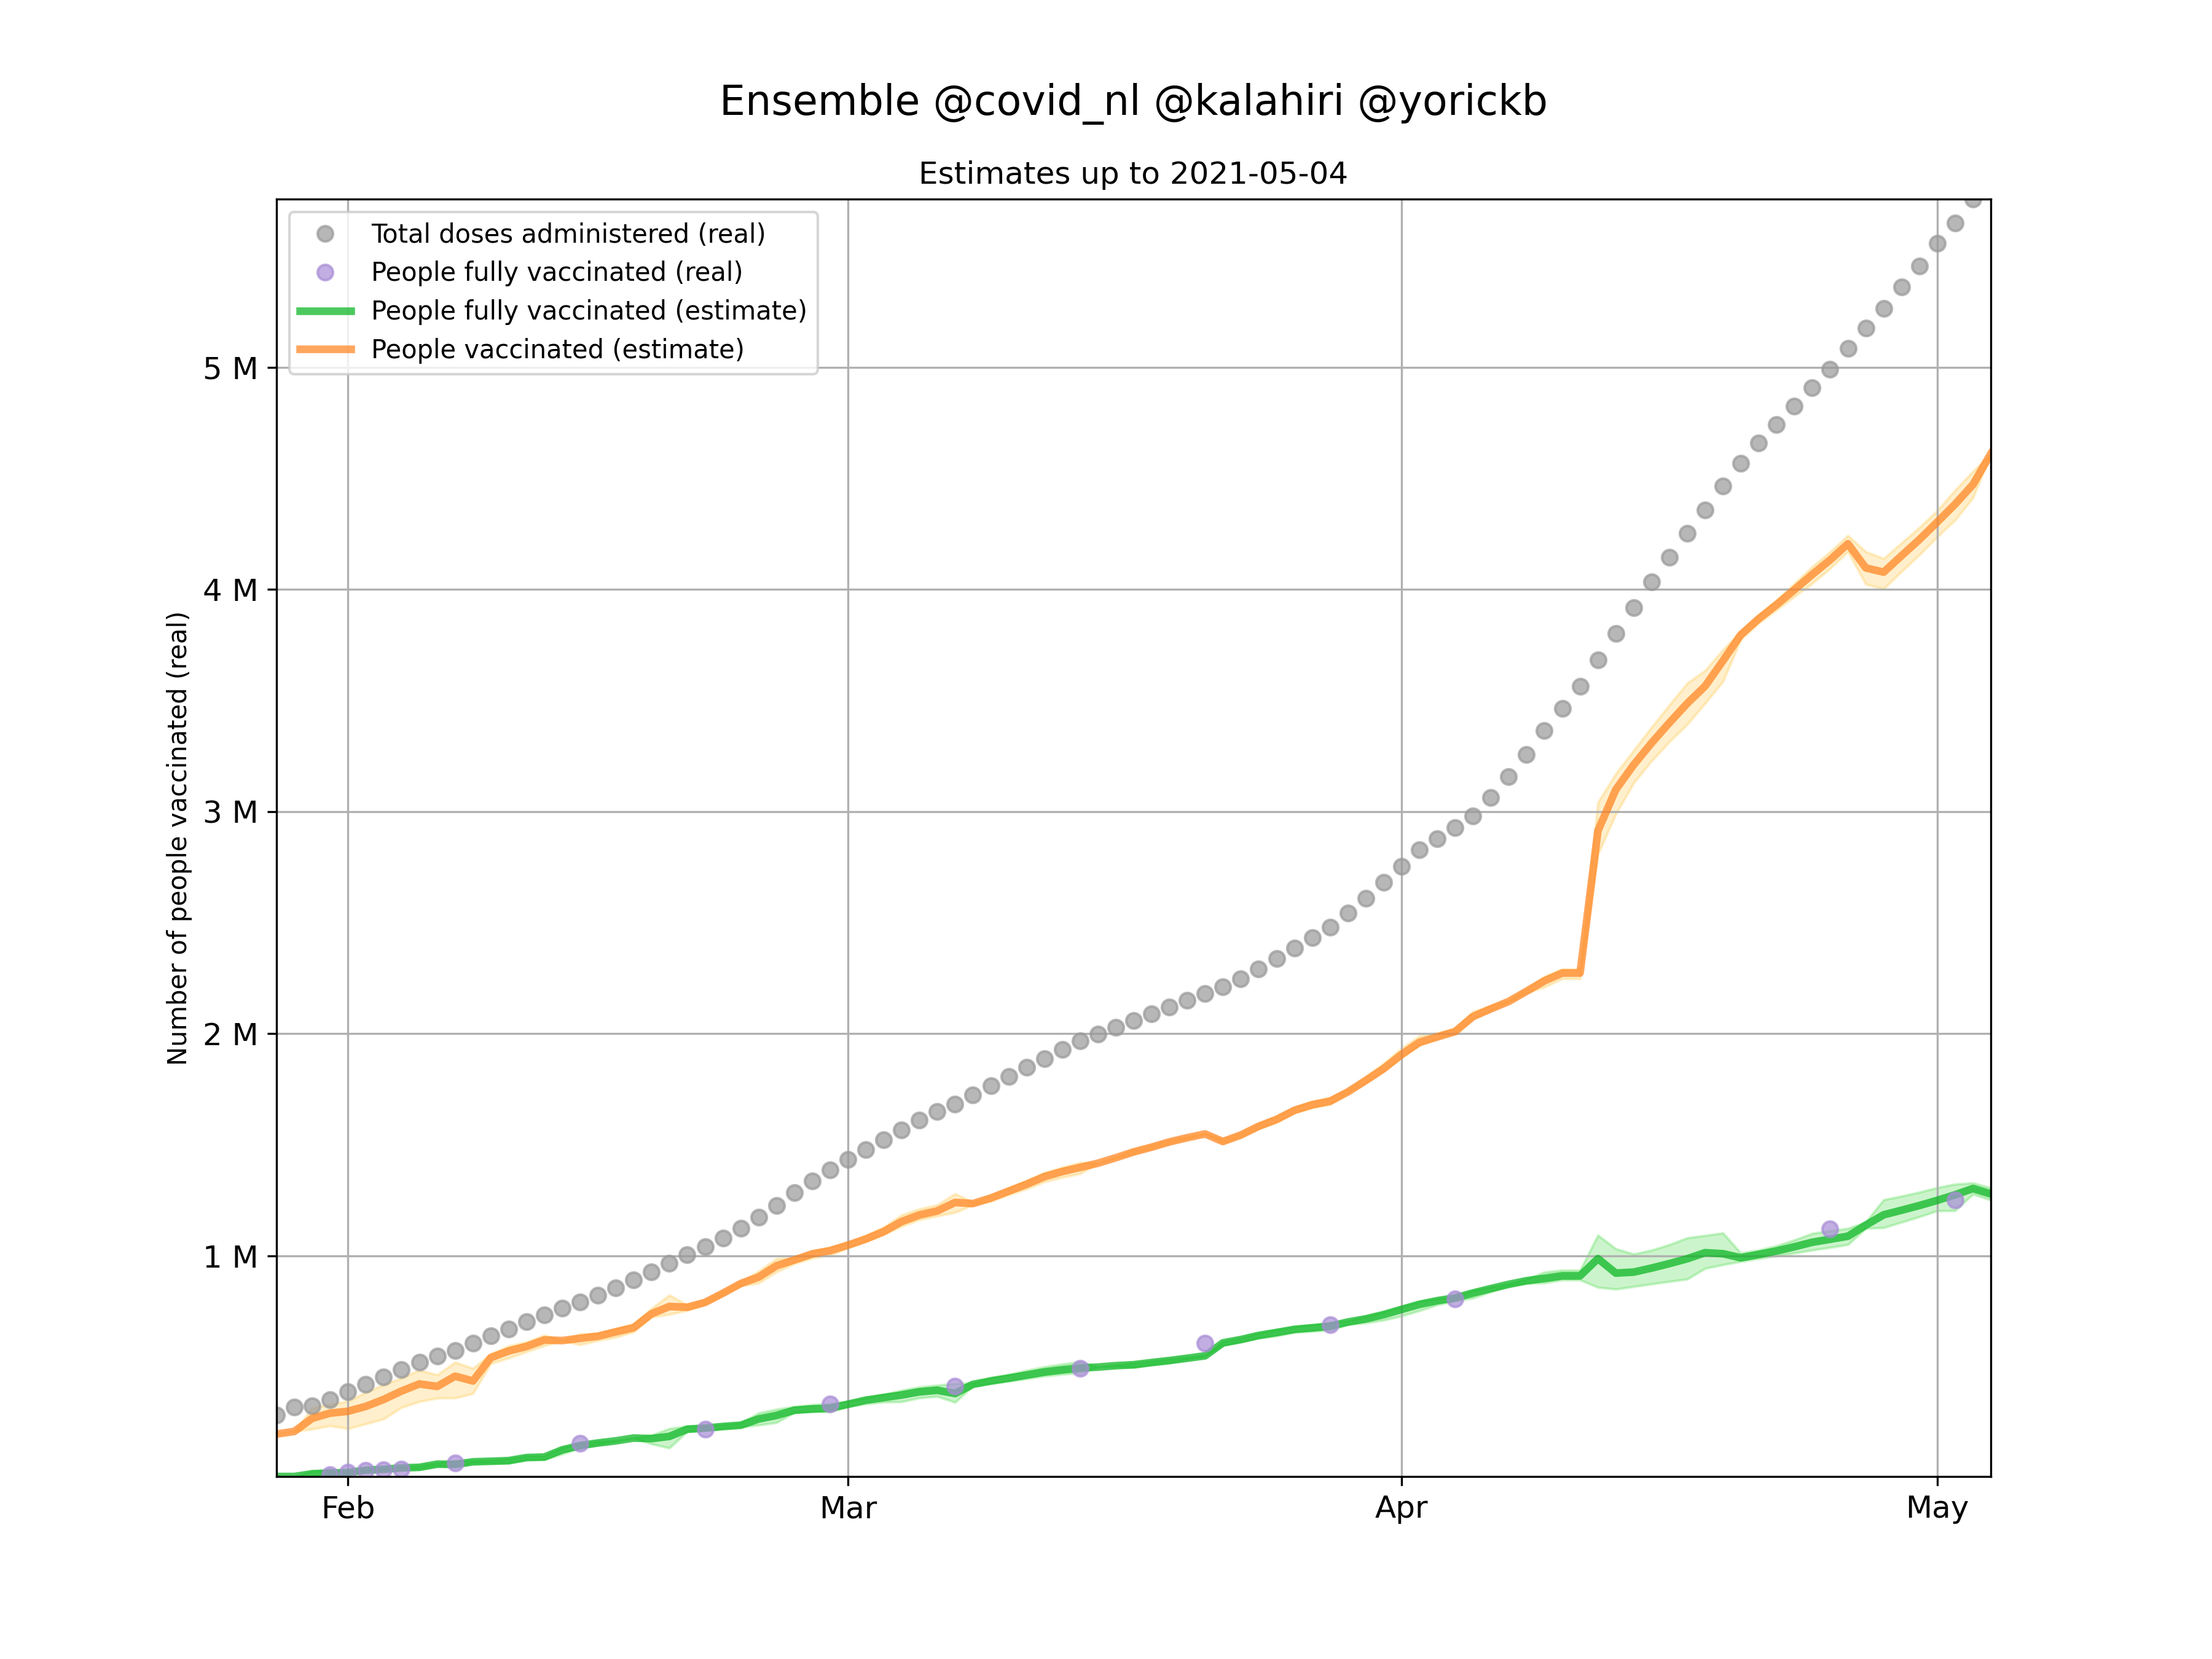 Ensemble @covid_nl @kalahiri @yorickb
Estimates up to 2021-05-04
Total doses administered (real)
People fully vaccinated (real)
People fully vaccinated (estimate)
People vaccinated (estimate)
Number of people vaccinated (real)
5 M
4 M
3 M
2 M
1 M
Feb
Mar
Apr
May